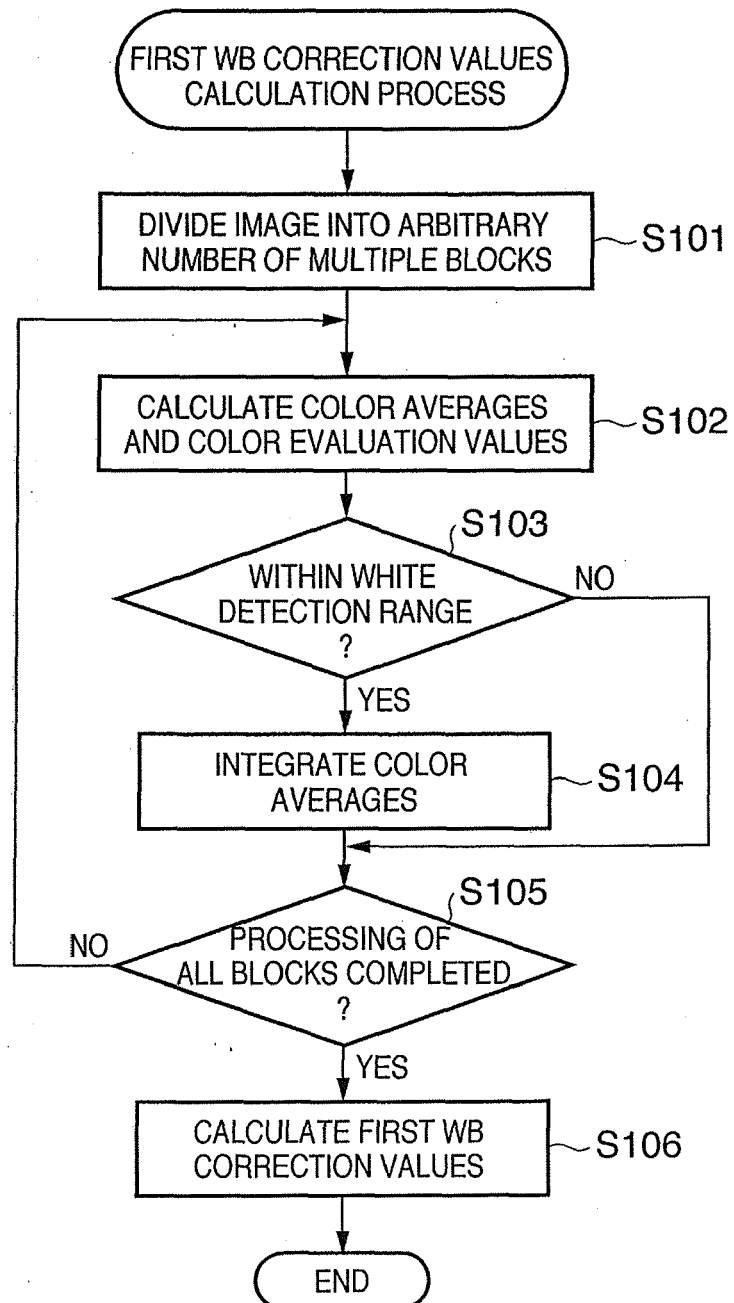 FIRST WB CORRECTION VALUES
CALCULATION PROCESS
DIVIDE IMAGE INTO ARBITRARY
NUMBER OF MULTIPLE BLOCKS
S101
CALCULATE COLOR AVERAGES
AND COLOR EVALUATION VALUES
S102
S103
WITHIN WHITE
DETECTION RANGE
?
NO
YES
INTEGRATE COLOR
AVERAGES
S104
S105
PROCESSING OF
ALL BLOCKS COMPLETED
?
NO
YES
CALCULATE FIRST WB
CORRECTION VALUES
S106
END